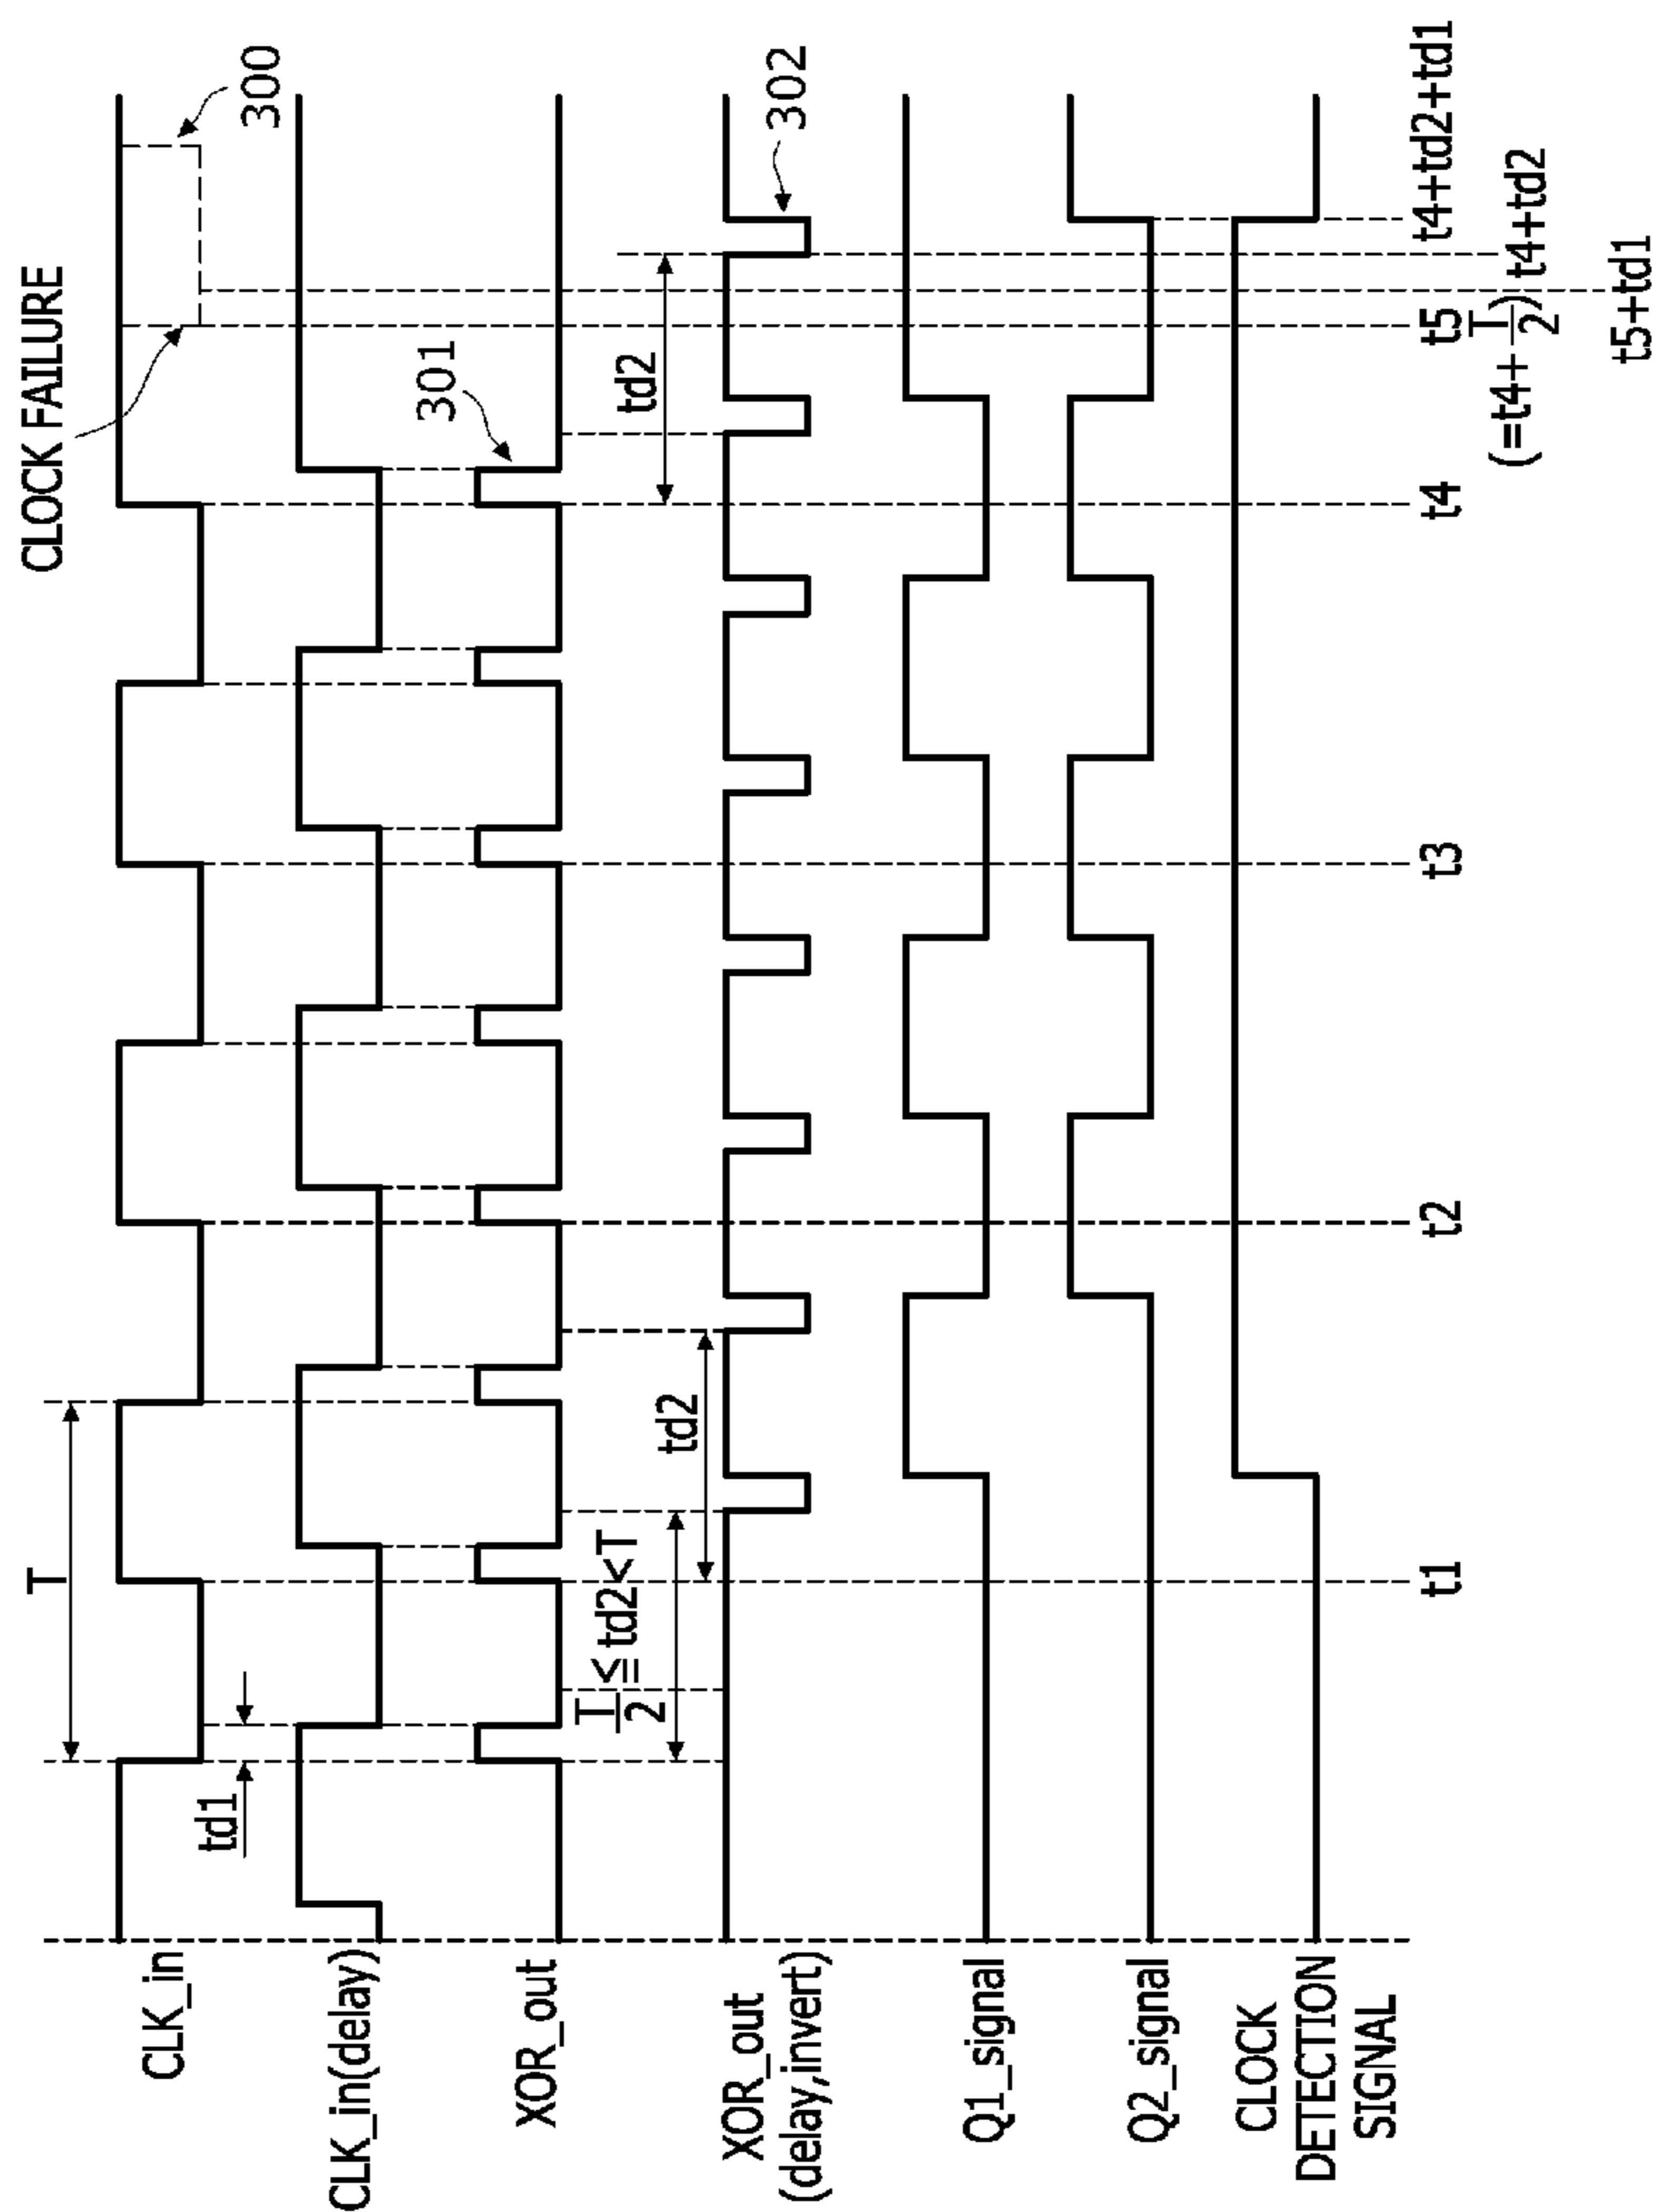 CLOCK FAILURE
T
300
CLK_in
td1
CLK_in(delay)
301
XOR_out
T/2≦td2<T
td2
td2
302
XOR_out
(delay,invert)
Q1_signal
Q2_signal
CLOCK
DETECTION
SIGNAL
t1
t2
t3
t4
t5
(=t4+T/2)
t5+td1
t4+td2
t4+td2+td1